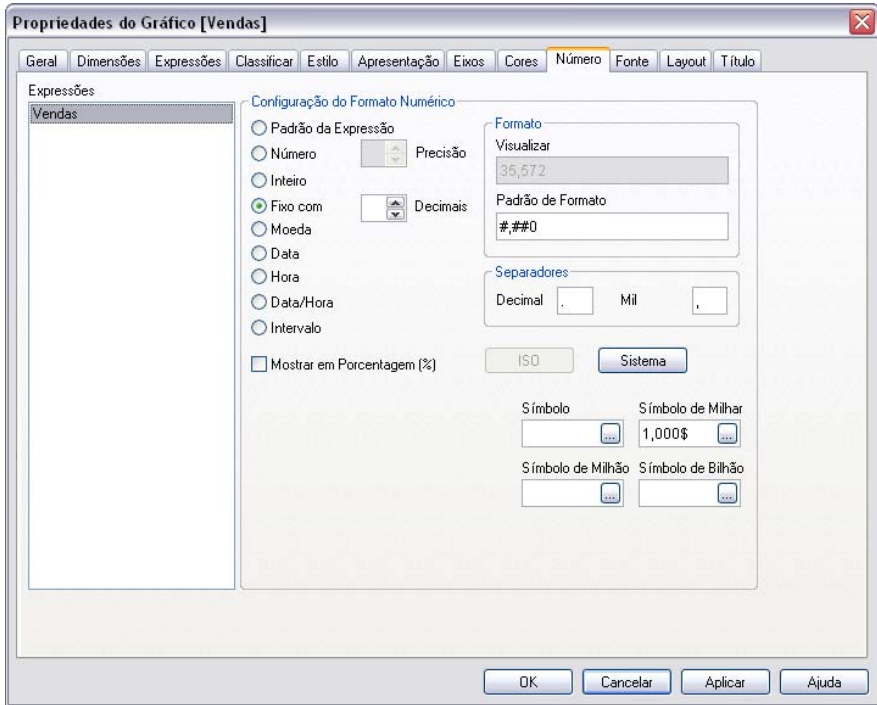 Propriedades do Gráfico [Vendas]
Geral Dimensões Expressões Classificar Estilo Apresentação Eixos Cores Número Fonte Layout Título
Expressões
Vendas
Configuração do Formato Numérico
Padrão da Expressão
Número Precisão
Inteiro
Fixo com Decimais
Moeda
Data
Hora
Data/Hora
Intervalo
Mostrar em Porcentagem (%)
Formato
Visualizar
35,572
Padrão de Formato
#,##0
Separadores
Decimal . Mil ,
ISO Sistema
Símbolo Símbolo de Milhar
... 1,000$ ...
Símbolo de Milhão Símbolo de Bilhão
... ...
OK Cancelar Aplicar Ajuda